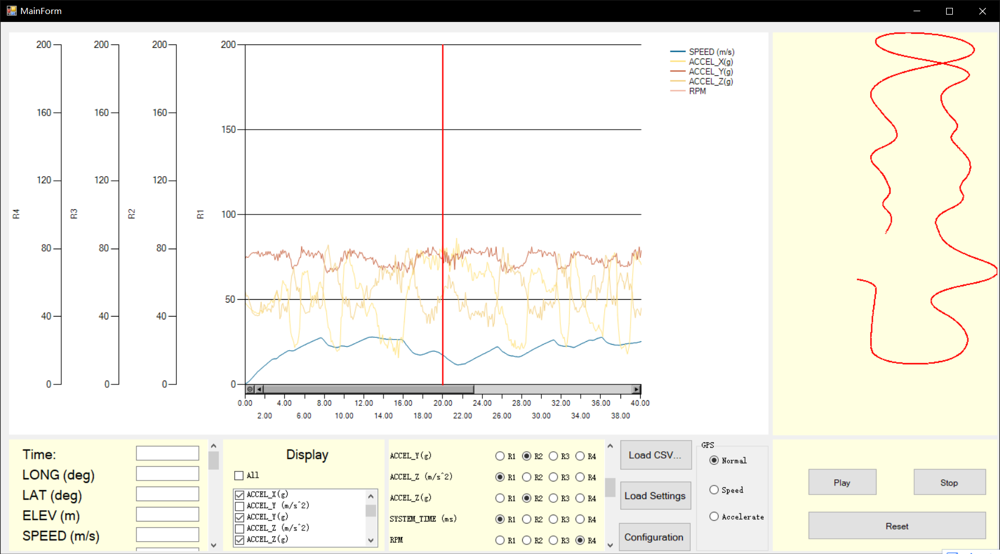 MainForm
200 200 200 200
160 160 160
150
120 120 120
R4 R3 R2 R1
100
80 80 80
50
40 40 40
0 0 0 0
SPEED (m/s)
ACCEL_X(g)
ACCEL_Y(g)
ACCEL_Z(g)
RPM
0.00 4.00 8.00 12.00 16.00 20.00 24.00 28.00 32.00 36.00 40.00
2.00 6.00 10.00 14.00 18.00 22.00 26.00 30.00 34.00 38.00
Time:
LONG (deg)
LAT (deg)
ELEV (m)
SPEED (m/s)
Display
All
ACCEL_X(g)
ACCEL_Y (m/s^2)
ACCEL_Y(g)
ACCEL_Z (m/s^2)
ACCEL_Z(g)
ACCEL_Y(g) R1 R2 R3 R4
ACCEL_Z (m/s^2) R1 R2 R3 R4
ACCEL_Z(g) R1 R2 R3 R4
SYSTEM_TIME (ms) R1 R2 R3 R4
RPM R1 R2 R3 R4
Load CSV...
Load Settings
Configuration
GPS
Normal
Speed
Accelerate
Play Stop
Reset